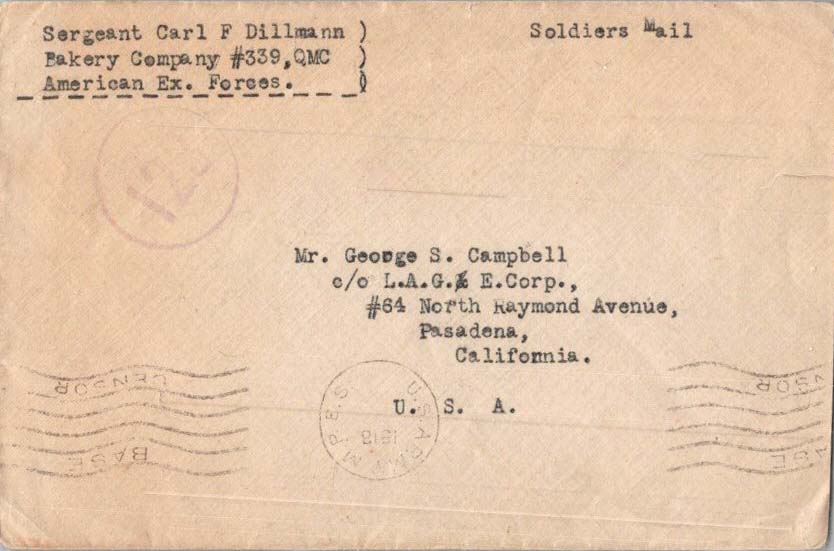 Sergeant Carl F Dillmann )
Bakery Company #339,QMC )
American Ex. Forces. )
Soldiers Mail
Mr. George S. Campbell
c/o L.A.G.& E.Corp.,
#64 North Raymond Avenue,
Pasadena,
California.
U. S. A.
U.S. ARMY M.P.E.S.
1918
BASE
CENSOR